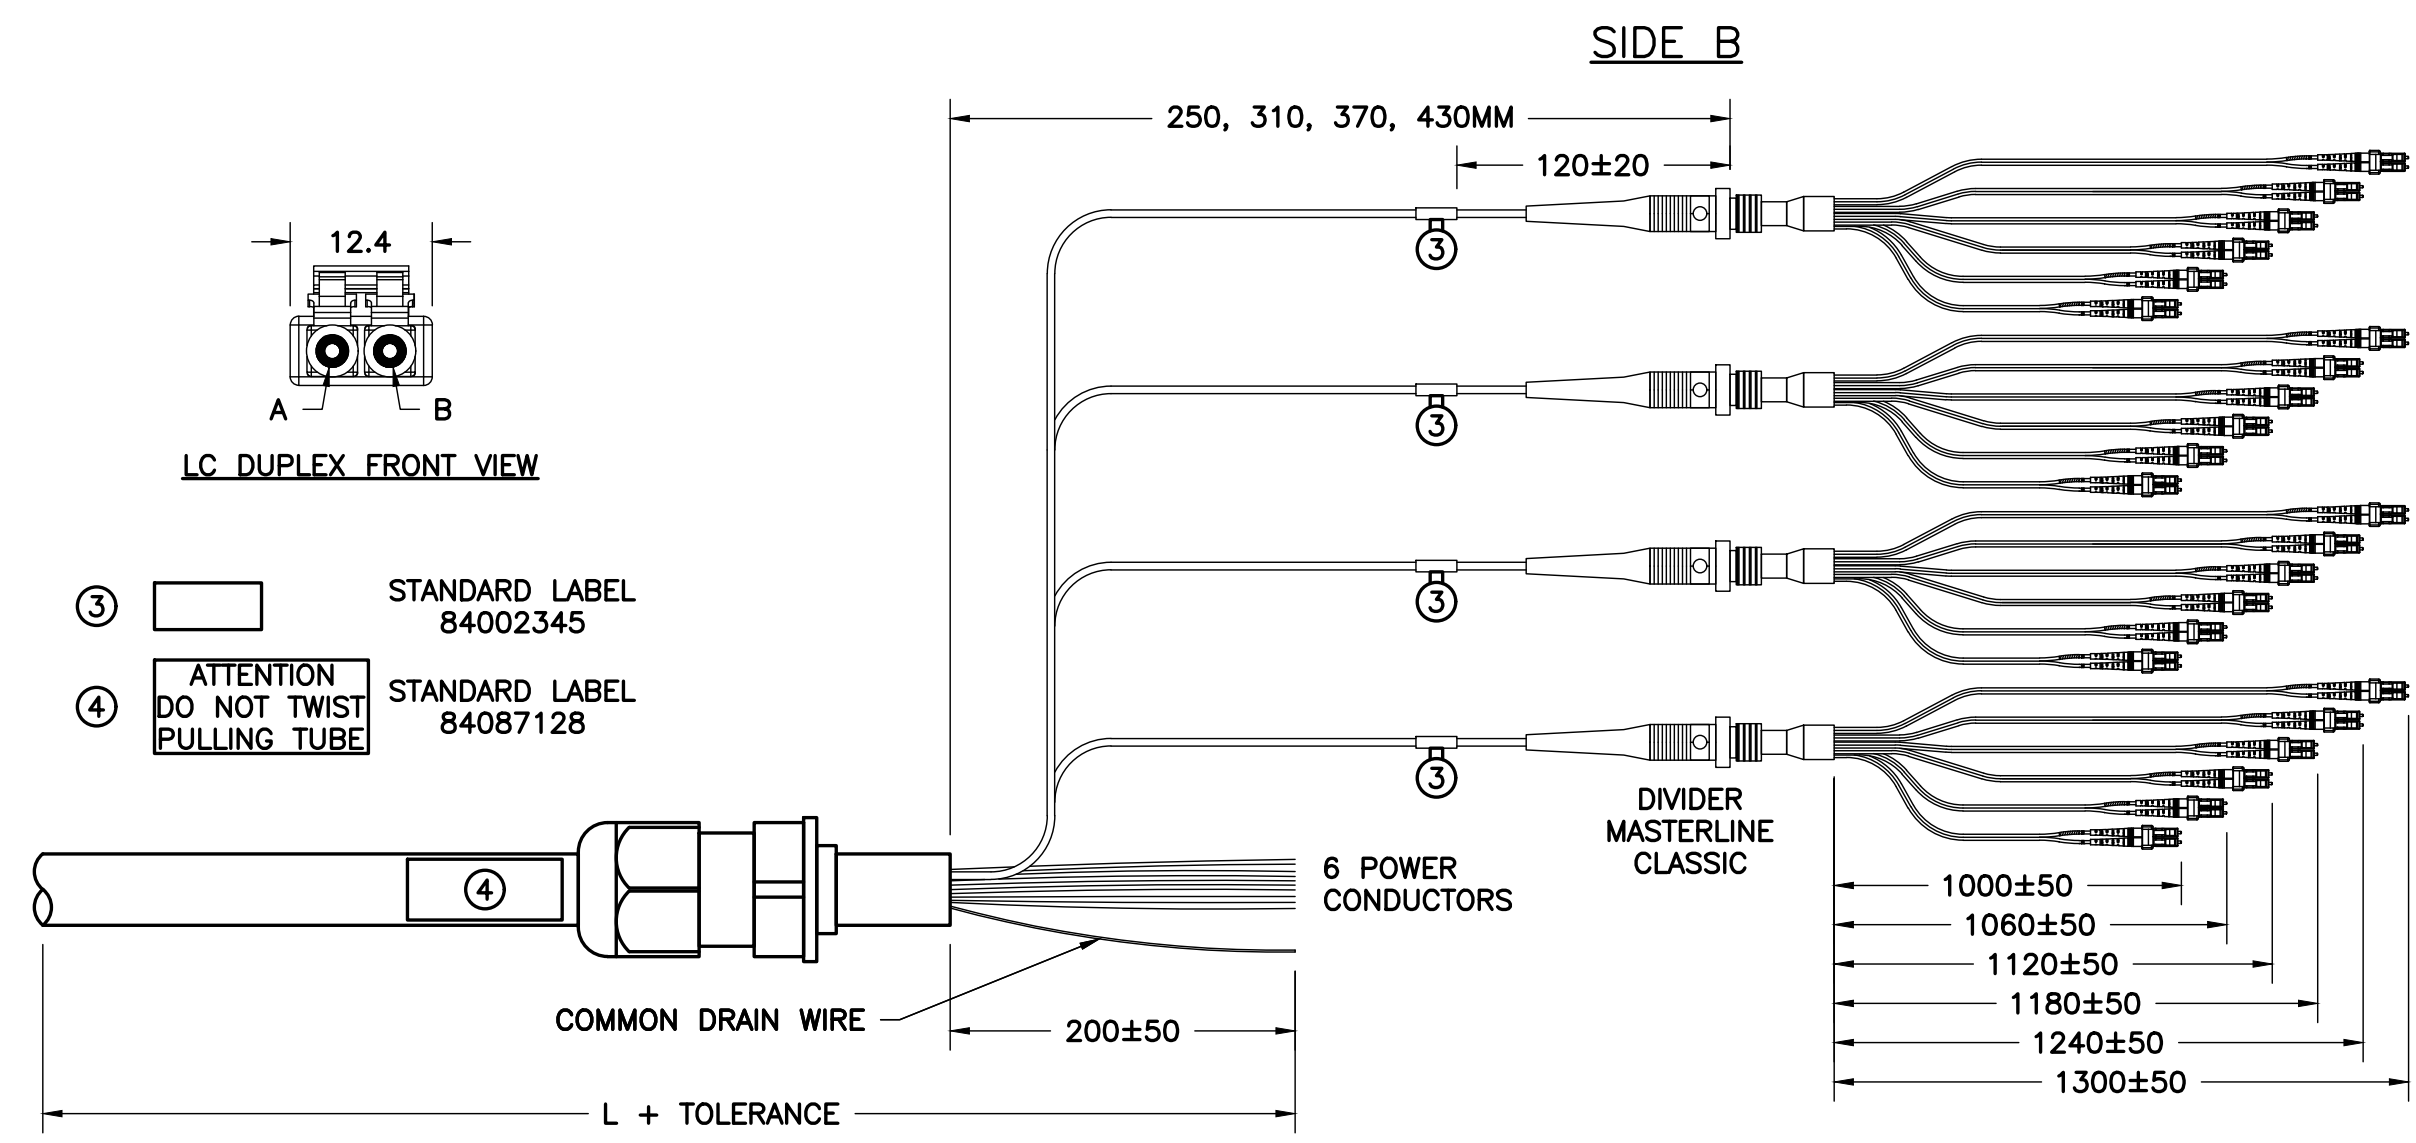 SIDE B
250, 310, 370, 430MM
120±20
12.4
A
B
LC DUPLEX FRONT VIEW
3
3
3
3
3
STANDARD LABEL
84002345
4
ATTENTION
DO NOT TWIST
PULLING TUBE
STANDARD LABEL
84087128
4
DIVIDER
MASTERLINE
CLASSIC
6 POWER
CONDUCTORS
COMMON DRAIN WIRE
200±50
L + TOLERANCE
1000±50
1060±50
1120±50
1180±50
1240±50
1300±50